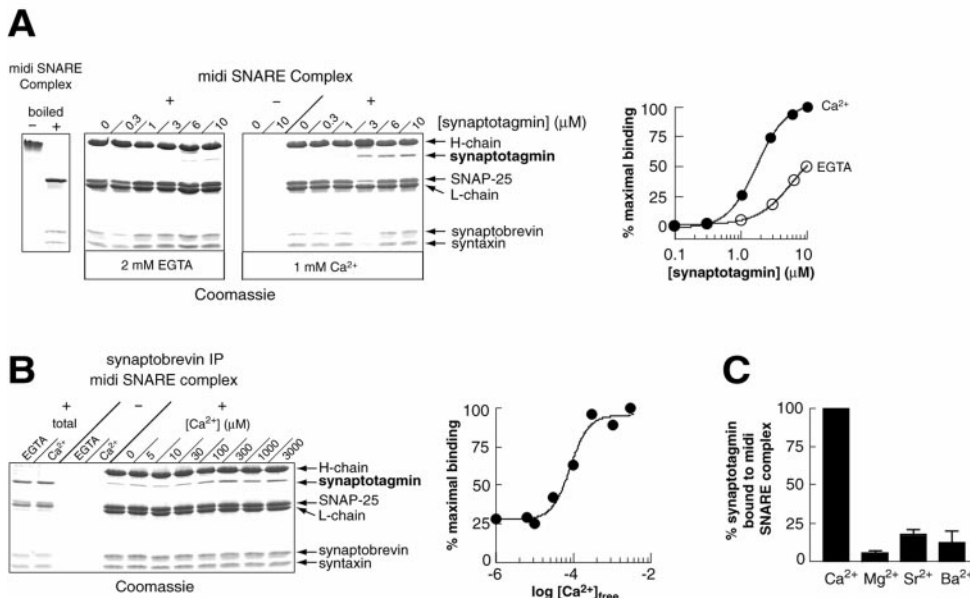 A
midi SNARE
Complex
boiled
− +
midi SNARE Complex
+
− +
0 0.3 1 3 6 10
0 10 0 0.3 1 3 6 10
[synaptotagmin] (μM)
H-chain
synaptotagmin
SNAP-25
L-chain
synaptobrevin
syntaxin
2 mM EGTA
1 mM Ca²⁺
Coomassie
% maximal binding
100
75
50
25
0
Ca²⁺
EGTA
0.1 1.0 10
[synaptotagmin] (μM)
B
synaptobrevin IP
midi SNARE complex
+ − +
total
[Ca²⁺] (μM)
EGTA Ca²⁺ EGTA Ca²⁺ 0 5 10 30 100 300 1000 3000
H-chain
synaptotagmin
SNAP-25
L-chain
synaptobrevin
syntaxin
Coomassie
% maximal binding
100
75
50
25
0
-6 -4 -2
log [Ca²⁺]free
C
% synaptotagmin
bound to midi
SNARE complex
100
75
50
25
0
Ca²⁺ Mg²⁺ Sr²⁺ Ba²⁺